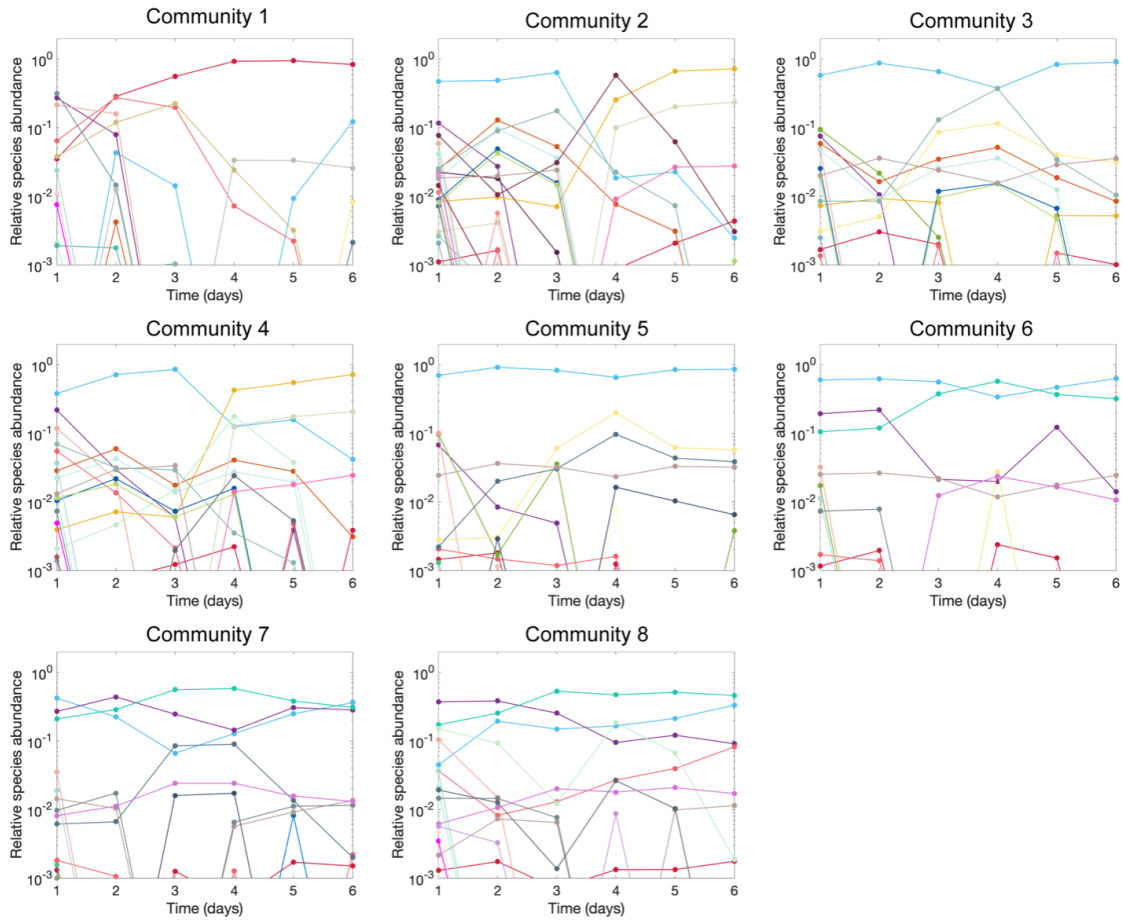 Community 1
Relative species abundance
10^0
10^-1
10^-2
10^-3
1 2 3 4 5 6
Time (days)
Community 2
Relative species abundance
10^0
10^-1
10^-2
10^-3
1 2 3 4 5 6
Time (days)
Community 3
Relative species abundance
10^0
10^-1
10^-2
10^-3
1 2 3 4 5 6
Time (days)
Community 4
Relative species abundance
10^0
10^-1
10^-2
10^-3
1 2 3 4 5 6
Time (days)
Community 5
Relative species abundance
10^0
10^-1
10^-2
10^-3
1 2 3 4 5 6
Time (days)
Community 6
Relative species abundance
10^0
10^-1
10^-2
10^-3
1 2 3 4 5 6
Time (days)
Community 7
Relative species abundance
10^0
10^-1
10^-2
10^-3
1 2 3 4 5 6
Time (days)
Community 8
Relative species abundance
10^0
10^-1
10^-2
10^-3
1 2 3 4 5 6
Time (days)